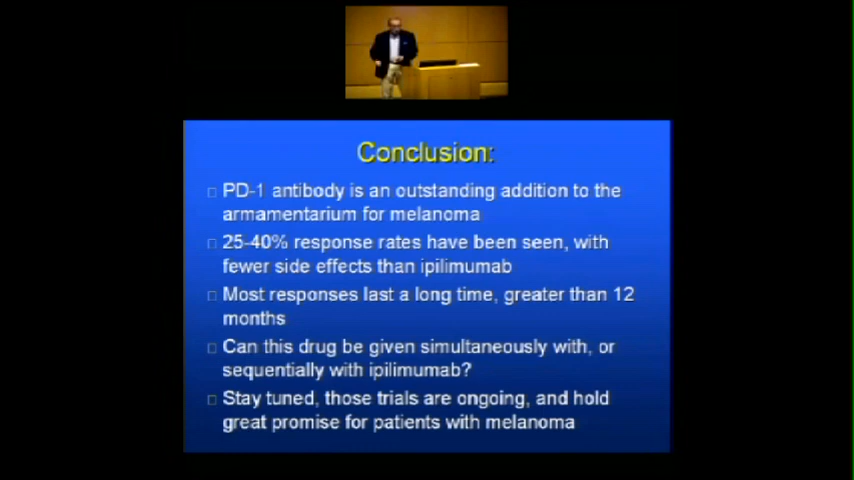 Conclusion:
□ PD-1 antibody is an outstanding addition to the
armamentarium for melanoma
□ 25-40% response rates have been seen, with
fewer side effects than ipilimumab
□ Most responses last a long time, greater than 12
months
□ Can this drug be given simultaneously with, or
sequentially with ipilimumab?
□ Stay tuned, those trials are ongoing, and hold
great promise for patients with melanoma